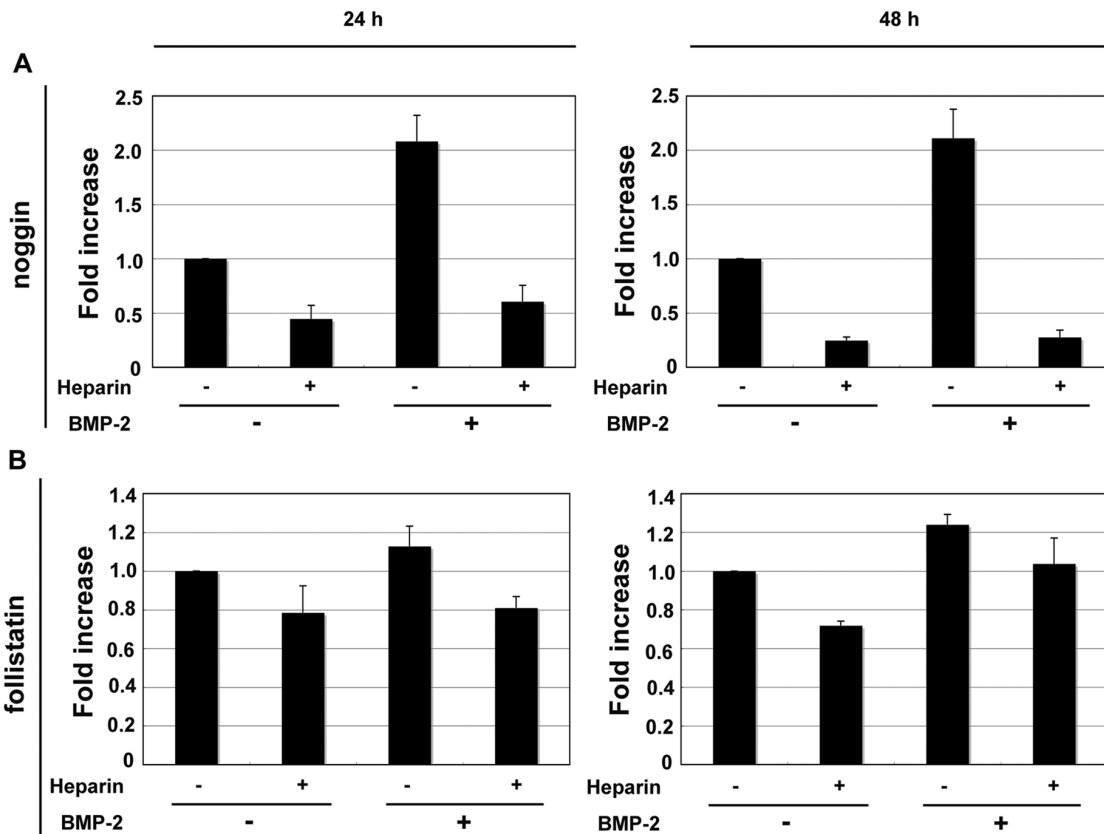 24 h 48 h
A
noggin
Fold increase
2.5
2.0
1.5
1.0
0.5
0
Heparin - + - +
BMP-2 - +
Fold increase
2.5
2.0
1.5
1.0
0.5
0
Heparin - + - +
BMP-2 - +
B
follistatin
Fold increase
1.4
1.2
1.0
0.8
0.6
0.4
0.2
0
Heparin - + - +
BMP-2 - +
Fold increase
1.4
1.2
1.0
0.8
0.6
0.4
0.2
0
Heparin - + - +
BMP-2 - +